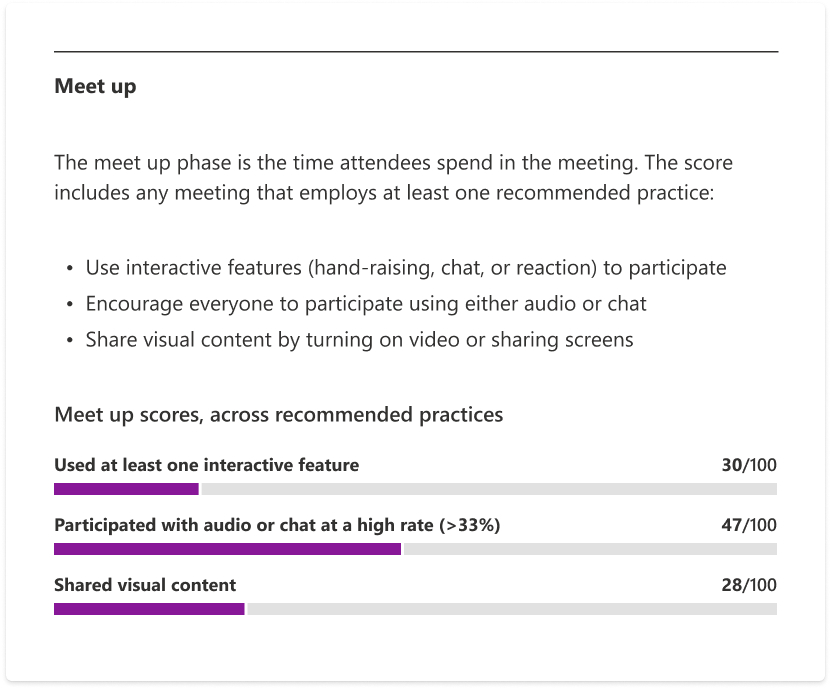 Meet up
The meet up phase is the time attendees spend in the meeting. The score
includes any meeting that employs at least one recommended practice:
• Use interactive features (hand-raising, chat, or reaction) to participate
• Encourage everyone to participate using either audio or chat
• Share visual content by turning on video or sharing screens
Meet up scores, across recommended practices
Used at least one interactive feature 30/100
Participated with audio or chat at a high rate (>33%) 47/100
Shared visual content 28/100